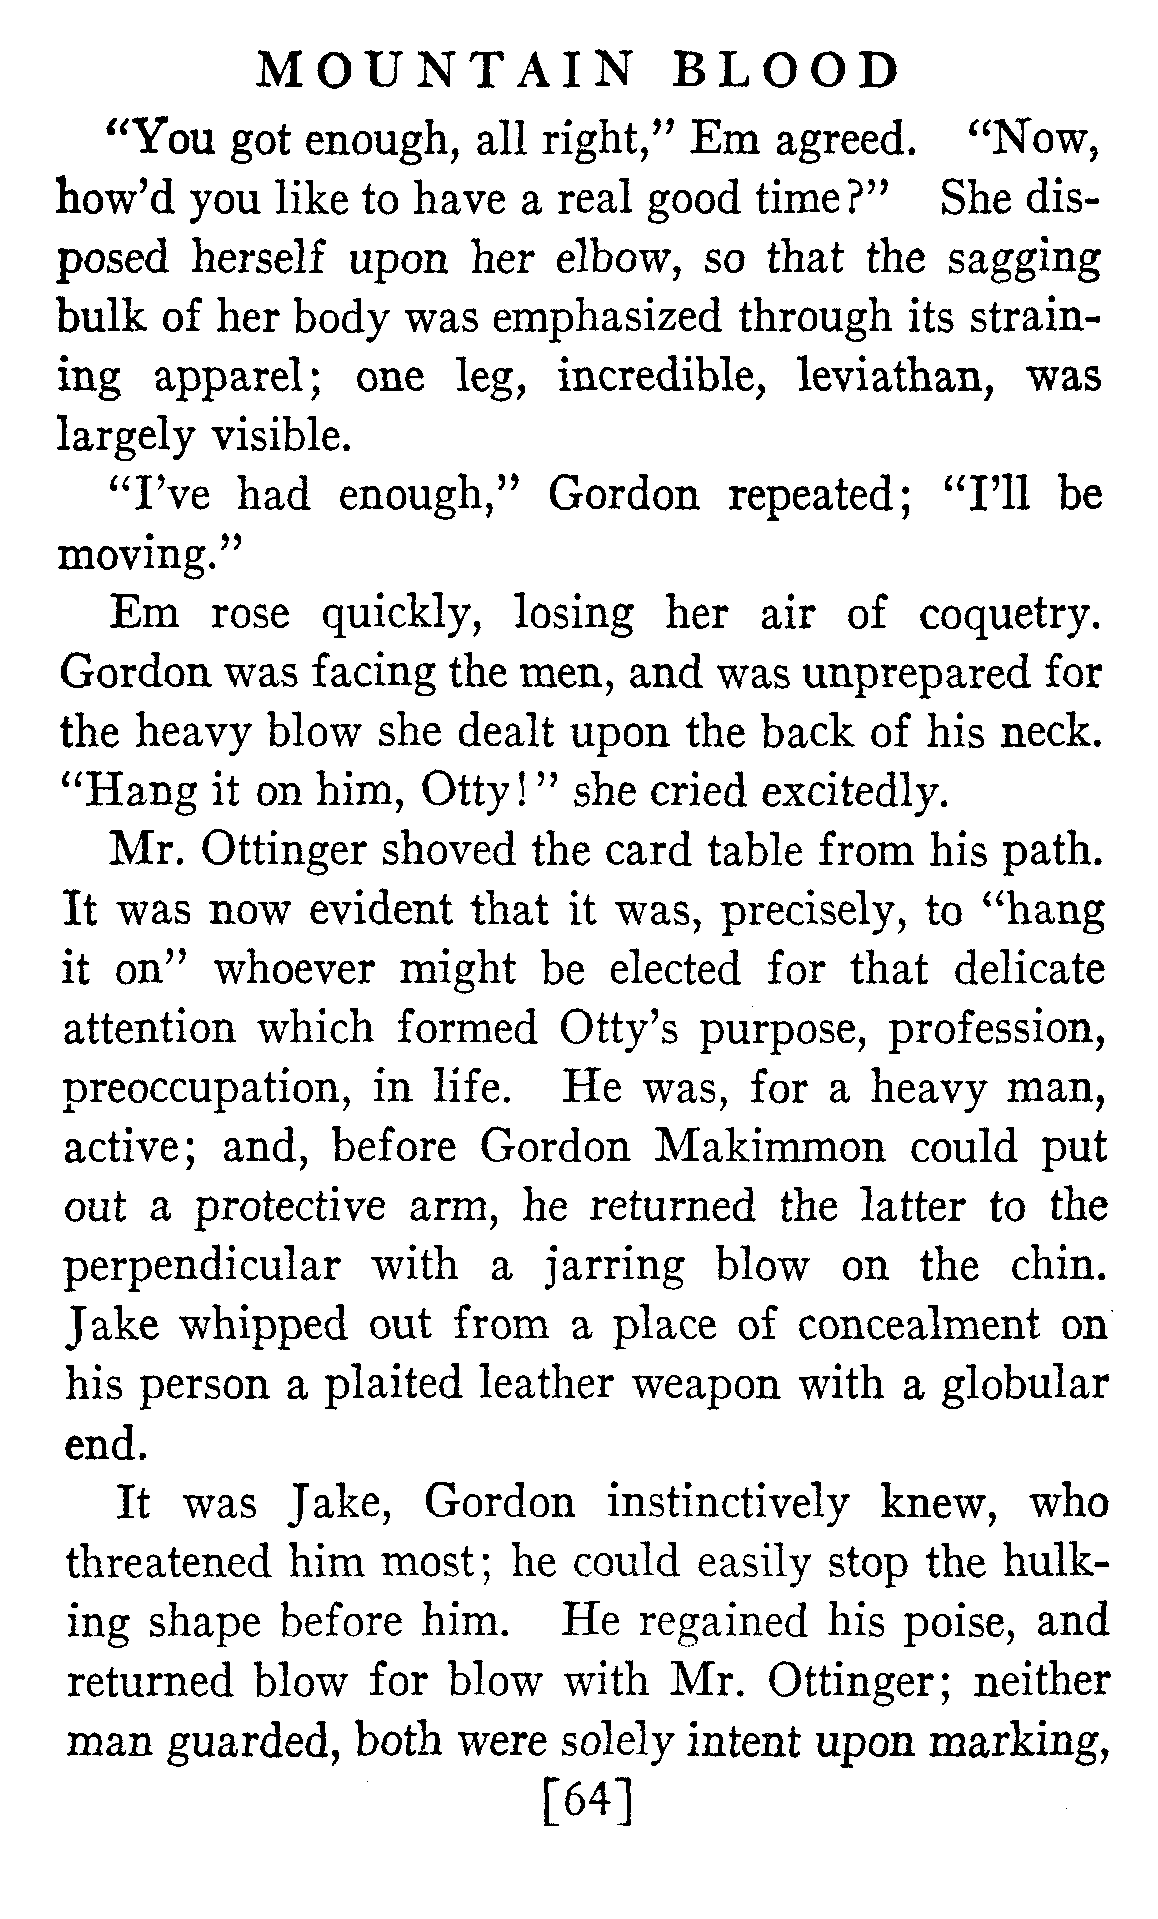 MOUNTAIN BLOOD
“You got enough, all right,” Em agreed. “Now,
how’d you like to have a real good time?” She dis-
posed herself upon her elbow, so that the sagging
bulk of her body was emphasized through its strain-
ing apparel; one leg, incredible, leviathan, was
largely visible.
“I’ve had enough,” Gordon repeated; “I’ll be
moving.”
Em rose quickly, losing her air of coquetry.
Gordon was facing the men, and was unprepared for
the heavy blow she dealt upon the back of his neck.
“Hang it on him, Otty!” she cried excitedly.
Mr. Ottinger shoved the card table from his path.
It was now evident that it was, precisely, to “hang
it on” whoever might be elected for that delicate
attention which formed Otty’s purpose, profession,
preoccupation, in life. He was, for a heavy man,
active; and, before Gordon Makimmon could put
out a protective arm, he returned the latter to the
perpendicular with a jarring blow on the chin.
Jake whipped out from a place of concealment on
his person a plaited leather weapon with a globular
end.
It was Jake, Gordon instinctively knew, who
threatened him most; he could easily stop the hulk-
ing shape before him. He regained his poise, and
returned blow for blow with Mr. Ottinger; neither
man guarded, both were solely intent upon marking,
[64]